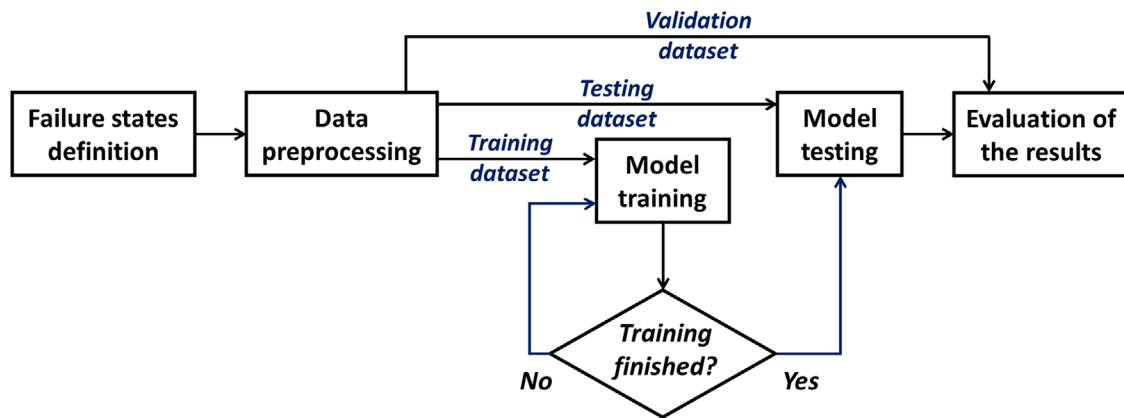 Validation
dataset
Failure states
definition
Data
preprocessing
Testing
dataset
Training
dataset
Model
training
Model
testing
Evaluation of
the results
Training
finished?
No
Yes